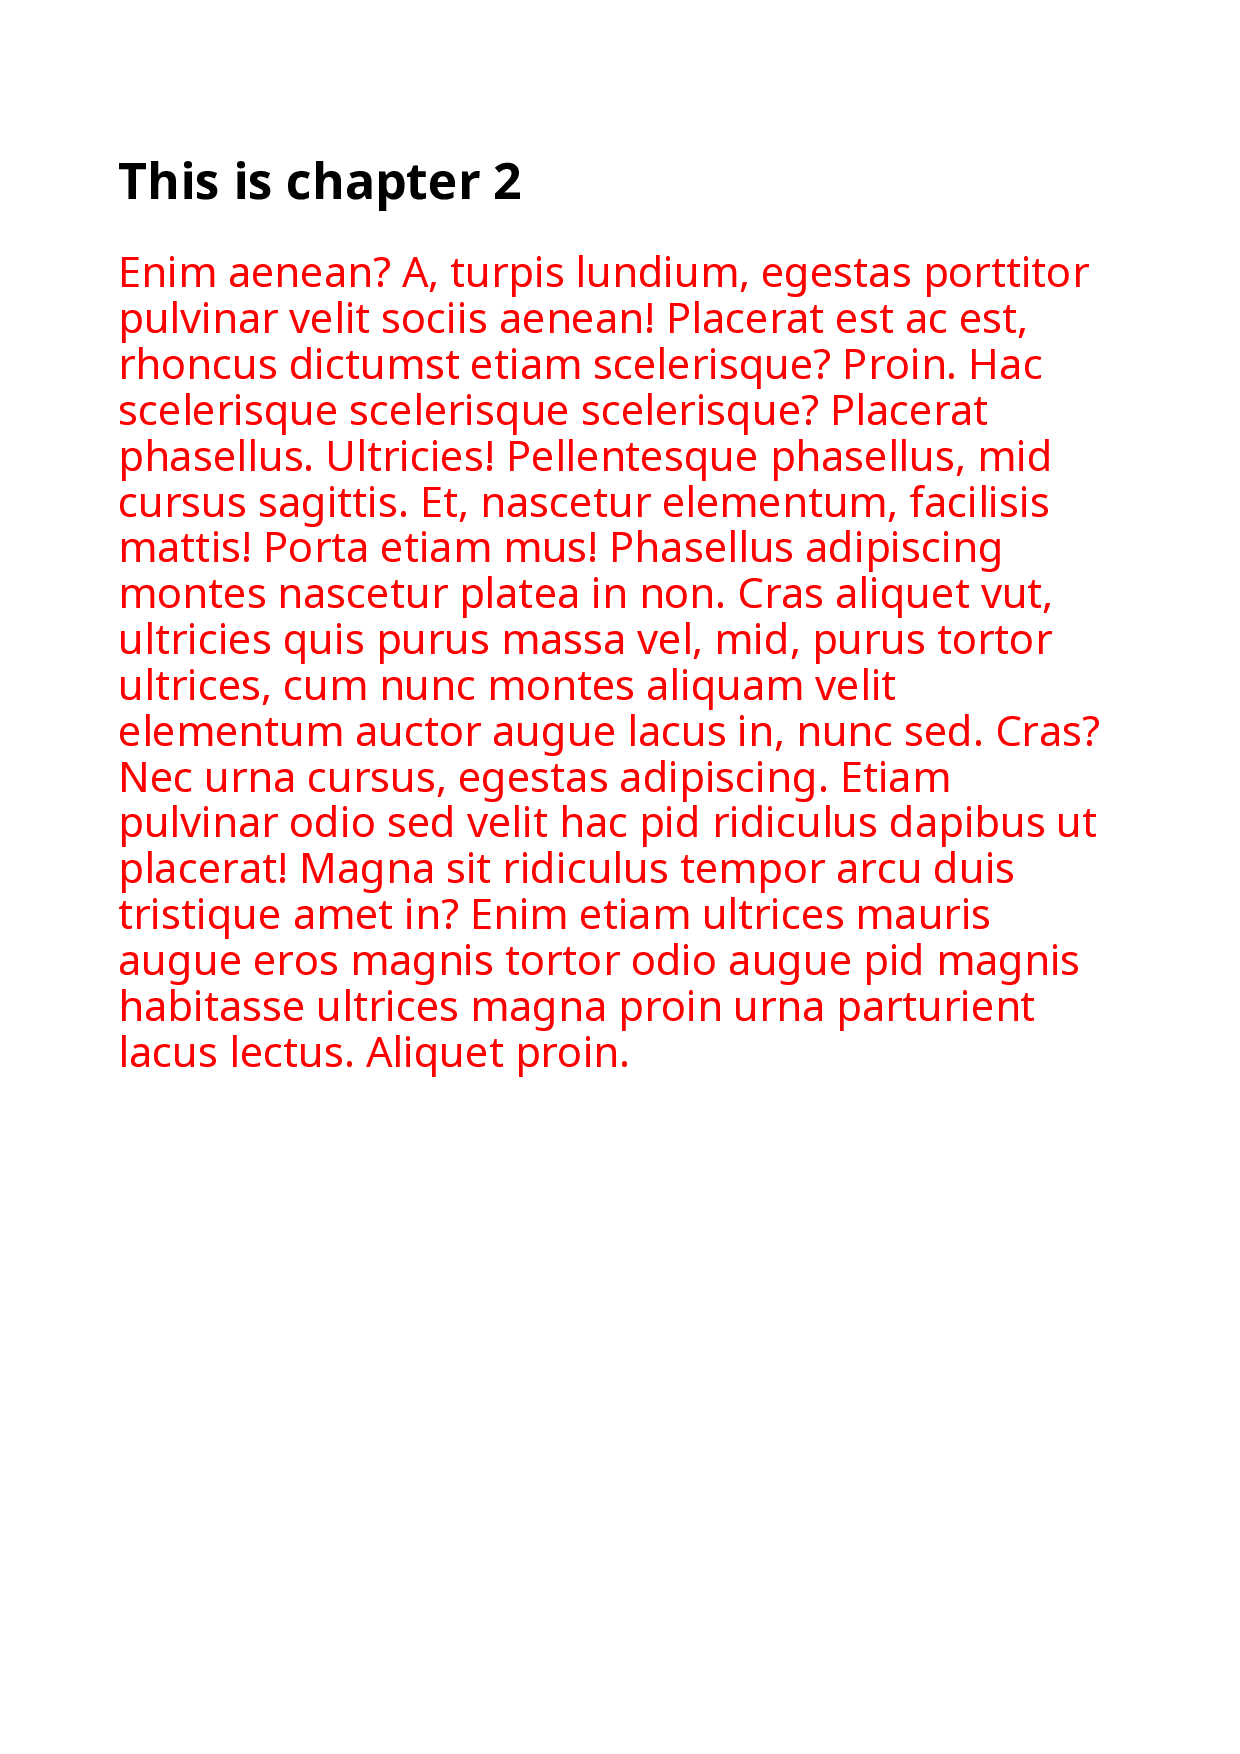 This is chapter 2
Enim aenean? A, turpis lundium, egestas porttitor
pulvinar velit sociis aenean! Placerat est ac est,
rhoncus dictumst etiam scelerisque? Proin. Hac
scelerisque scelerisque scelerisque? Placerat
phasellus. Ultricies! Pellentesque phasellus, mid
cursus sagittis. Et, nascetur elementum, facilisis
mattis! Porta etiam mus! Phasellus adipiscing
montes nascetur platea in non. Cras aliquet vut,
ultricies quis purus massa vel, mid, purus tortor
ultrices, cum nunc montes aliquam velit
elementum auctor augue lacus in, nunc sed. Cras?
Nec urna cursus, egestas adipiscing. Etiam
pulvinar odio sed velit hac pid ridiculus dapibus ut
placerat! Magna sit ridiculus tempor arcu duis
tristique amet in? Enim etiam ultrices mauris
augue eros magnis tortor odio augue pid magnis
habitasse ultrices magna proin urna parturient
lacus lectus. Aliquet proin.